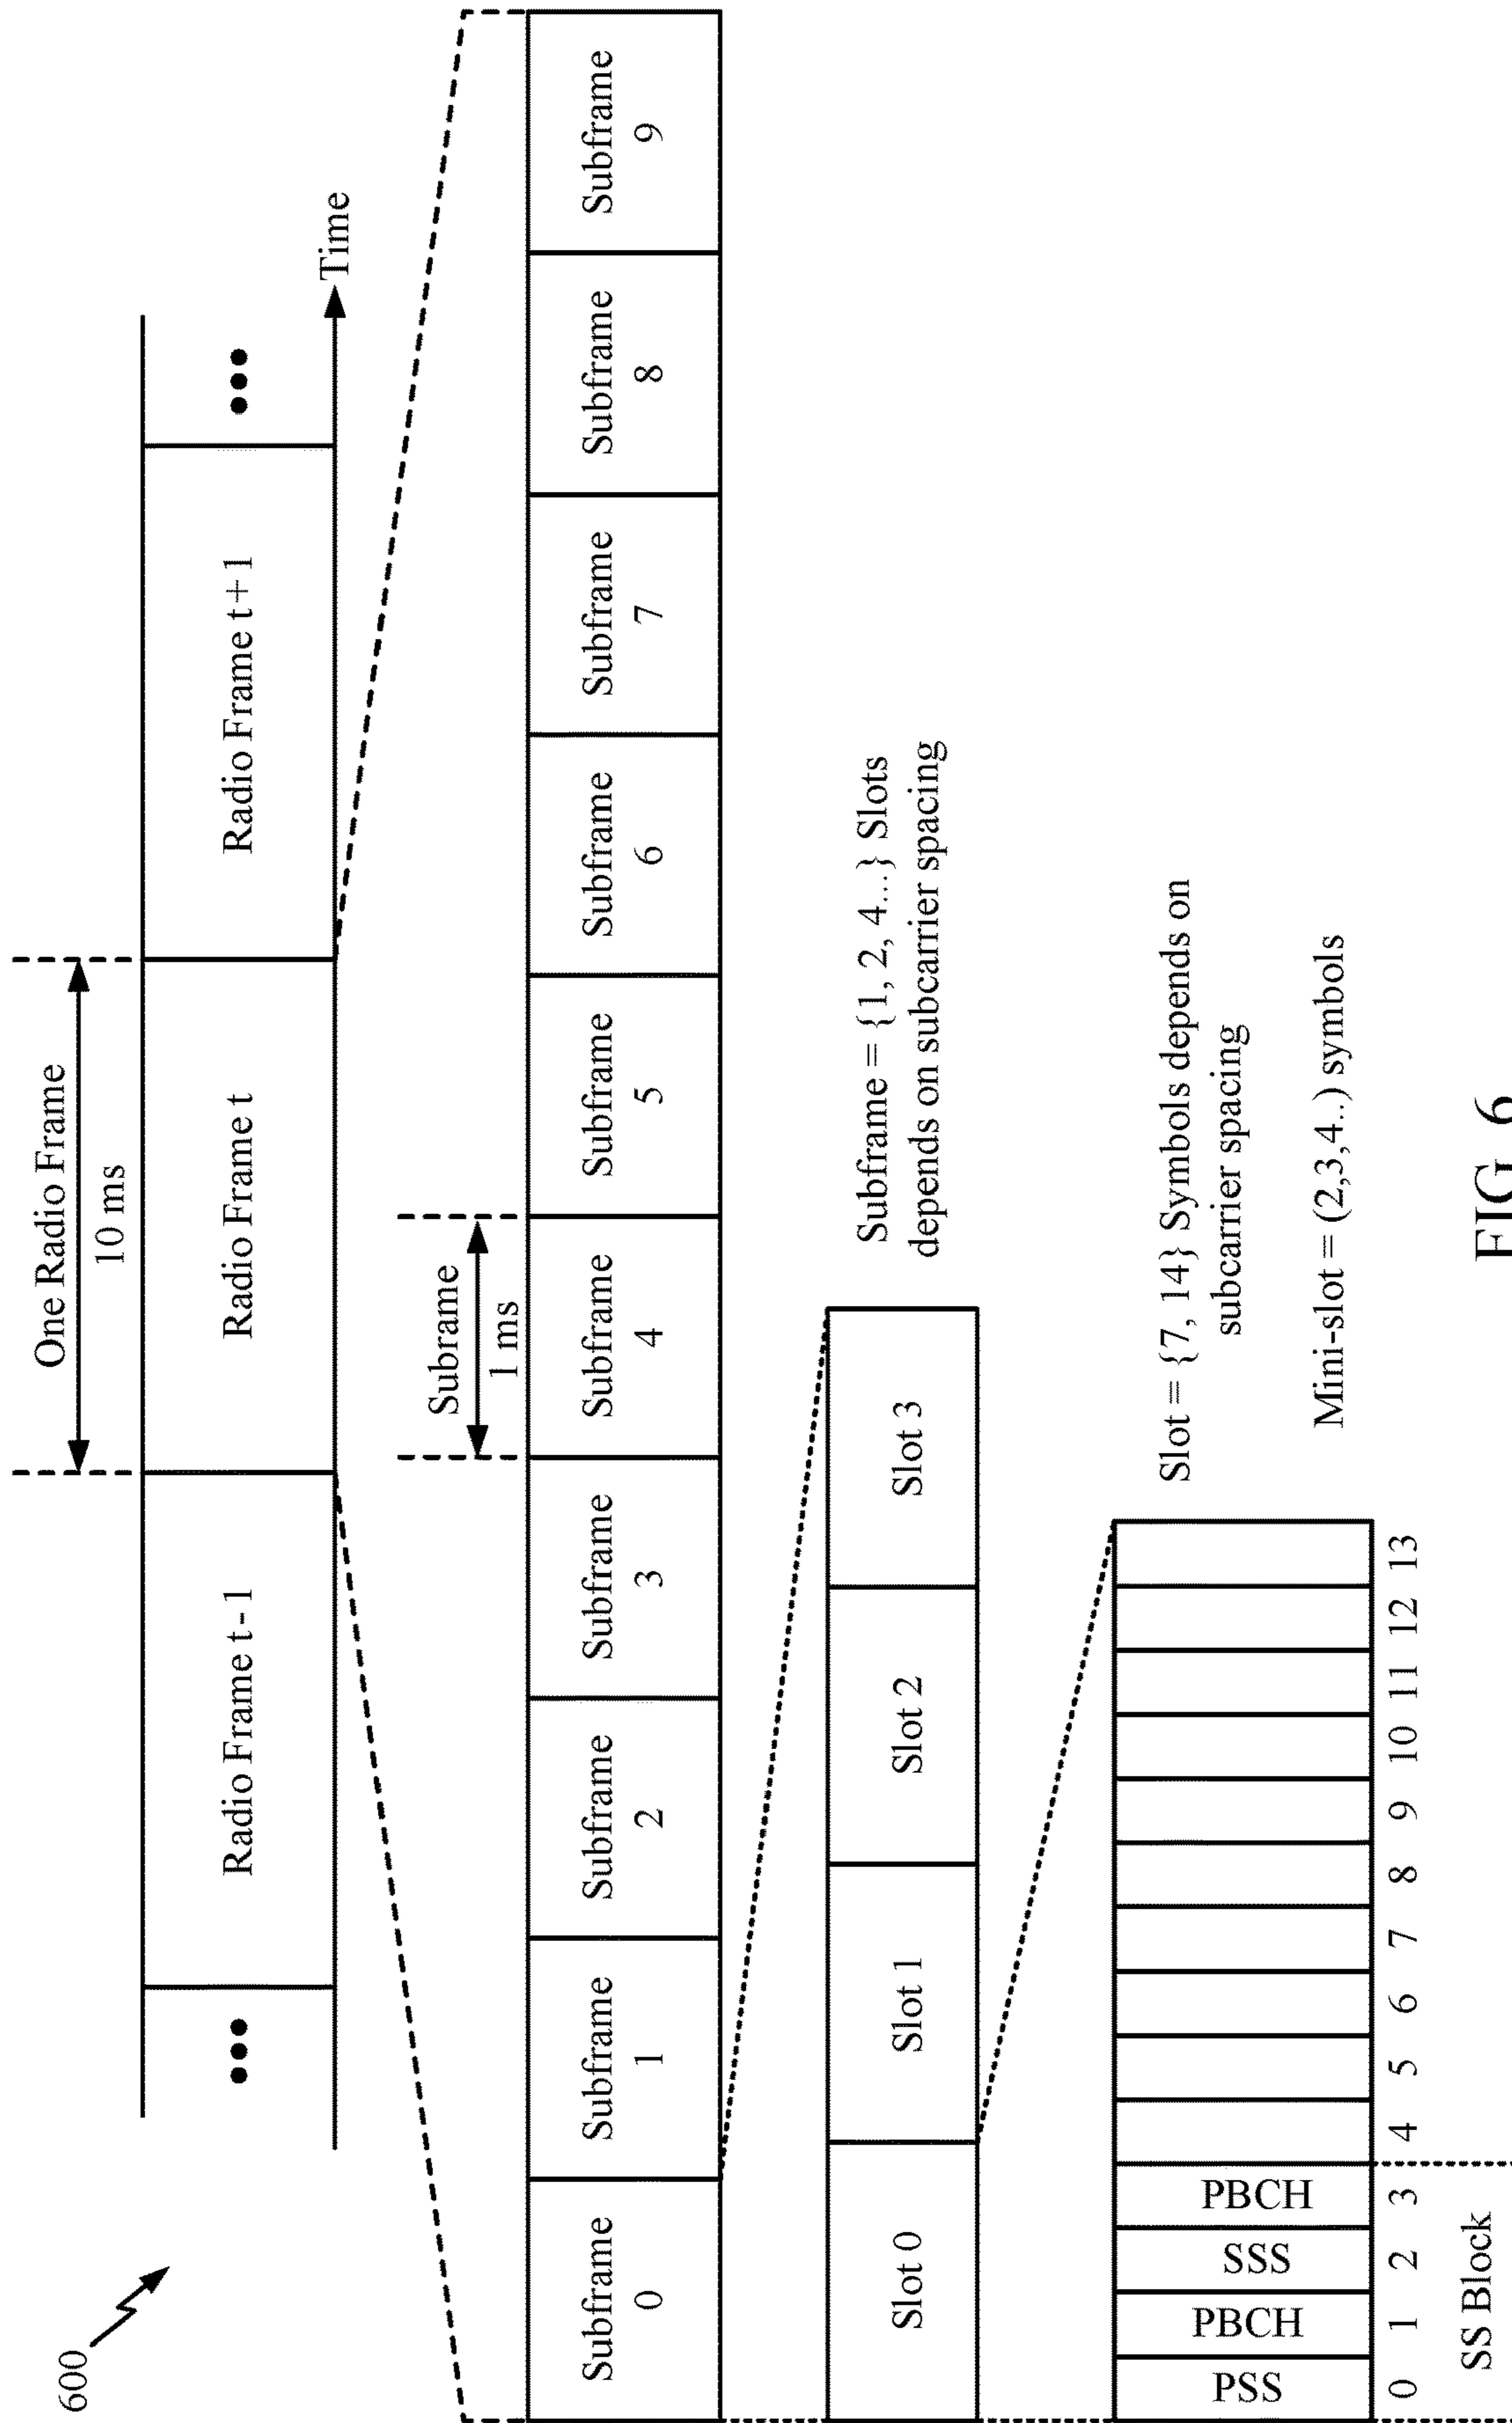 600
One Radio Frame
10 ms
Radio Frame t-1
Radio Frame t
Radio Frame t+1
Time
Subrame
1 ms
Subframe
0
Subframe
1
Subframe
2
Subframe
3
Subframe
4
Subframe
5
Subframe
6
Subframe
7
Subframe
8
Subframe
9
Slot 0
Slot 1
Slot 2
Slot 3
Subframe = {1, 2, 4...} Slots
depends on subcarrier spacing
PSS
PBCH
SSS
PBCH
0 1 2 3 4 5 6 7 8 9 10 11 12 13
SS Block
Slot = {7, 14} Symbols depends on
subcarrier spacing
Mini-slot = (2,3,4..) symbols
FIG. 6